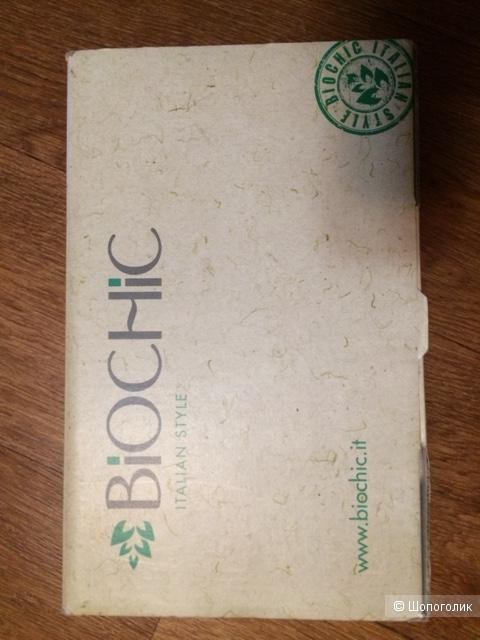 BIOCHIC ITALIAN STYLE
BiOCHiC
ITALIAN STYLE
www.biochic.it
© Шопоголик